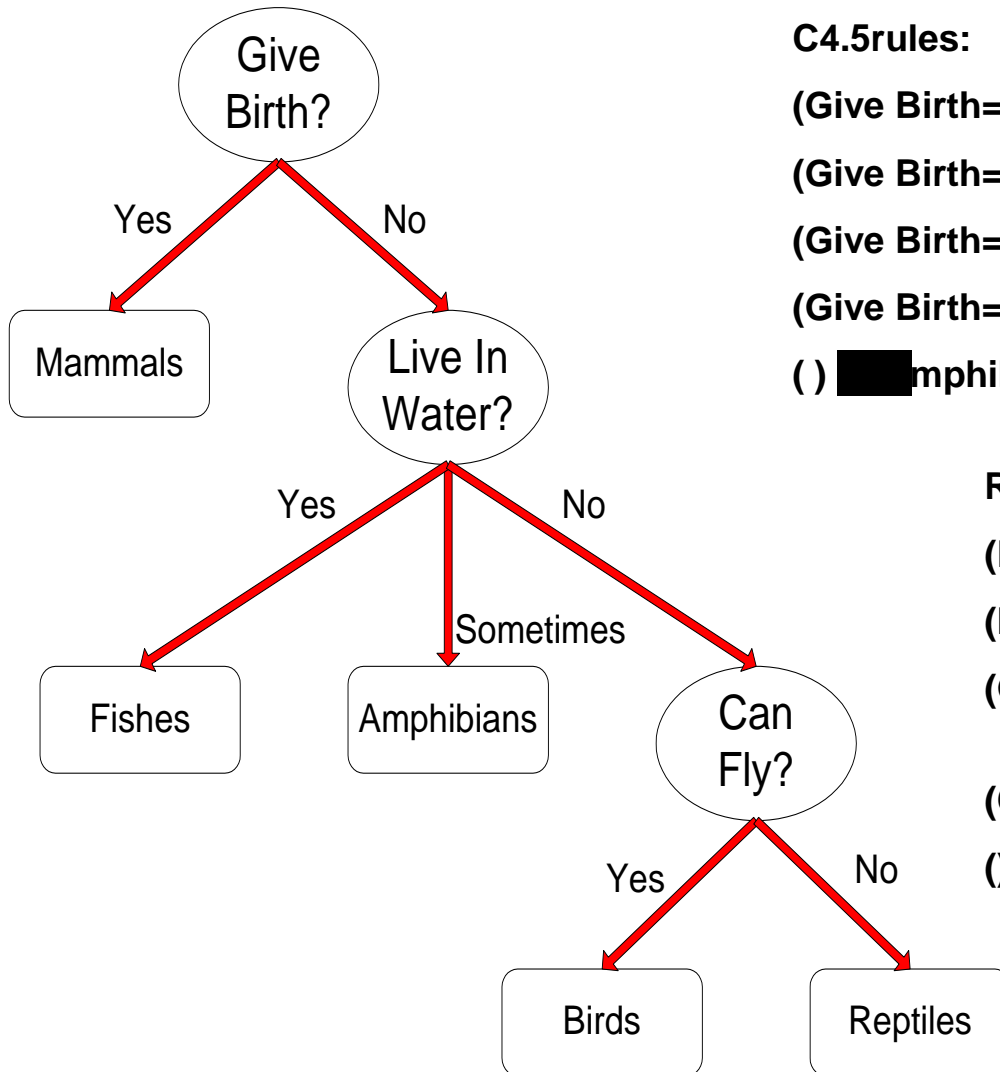 Give
Birth?
Yes
No
Mammals
Live In
Water?
Yes
Sometimes
No
Fishes
Amphibians
Can
Fly?
Yes
No
Birds
Reptiles
C4.5rules:
(Give Birth=
(Give Birth=
(Give Birth=
(Give Birth=
( )
(
(
(
(
()